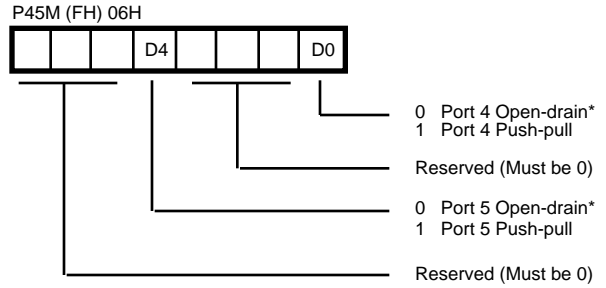 P45M (FH) 06H
D4 D0
0 Port 4 Open-drain*
1 Port 4 Push-pull
Reserved (Must be 0)
0 Port 5 Open-drain*
1 Port 5 Push-pull
Reserved (Must be 0)